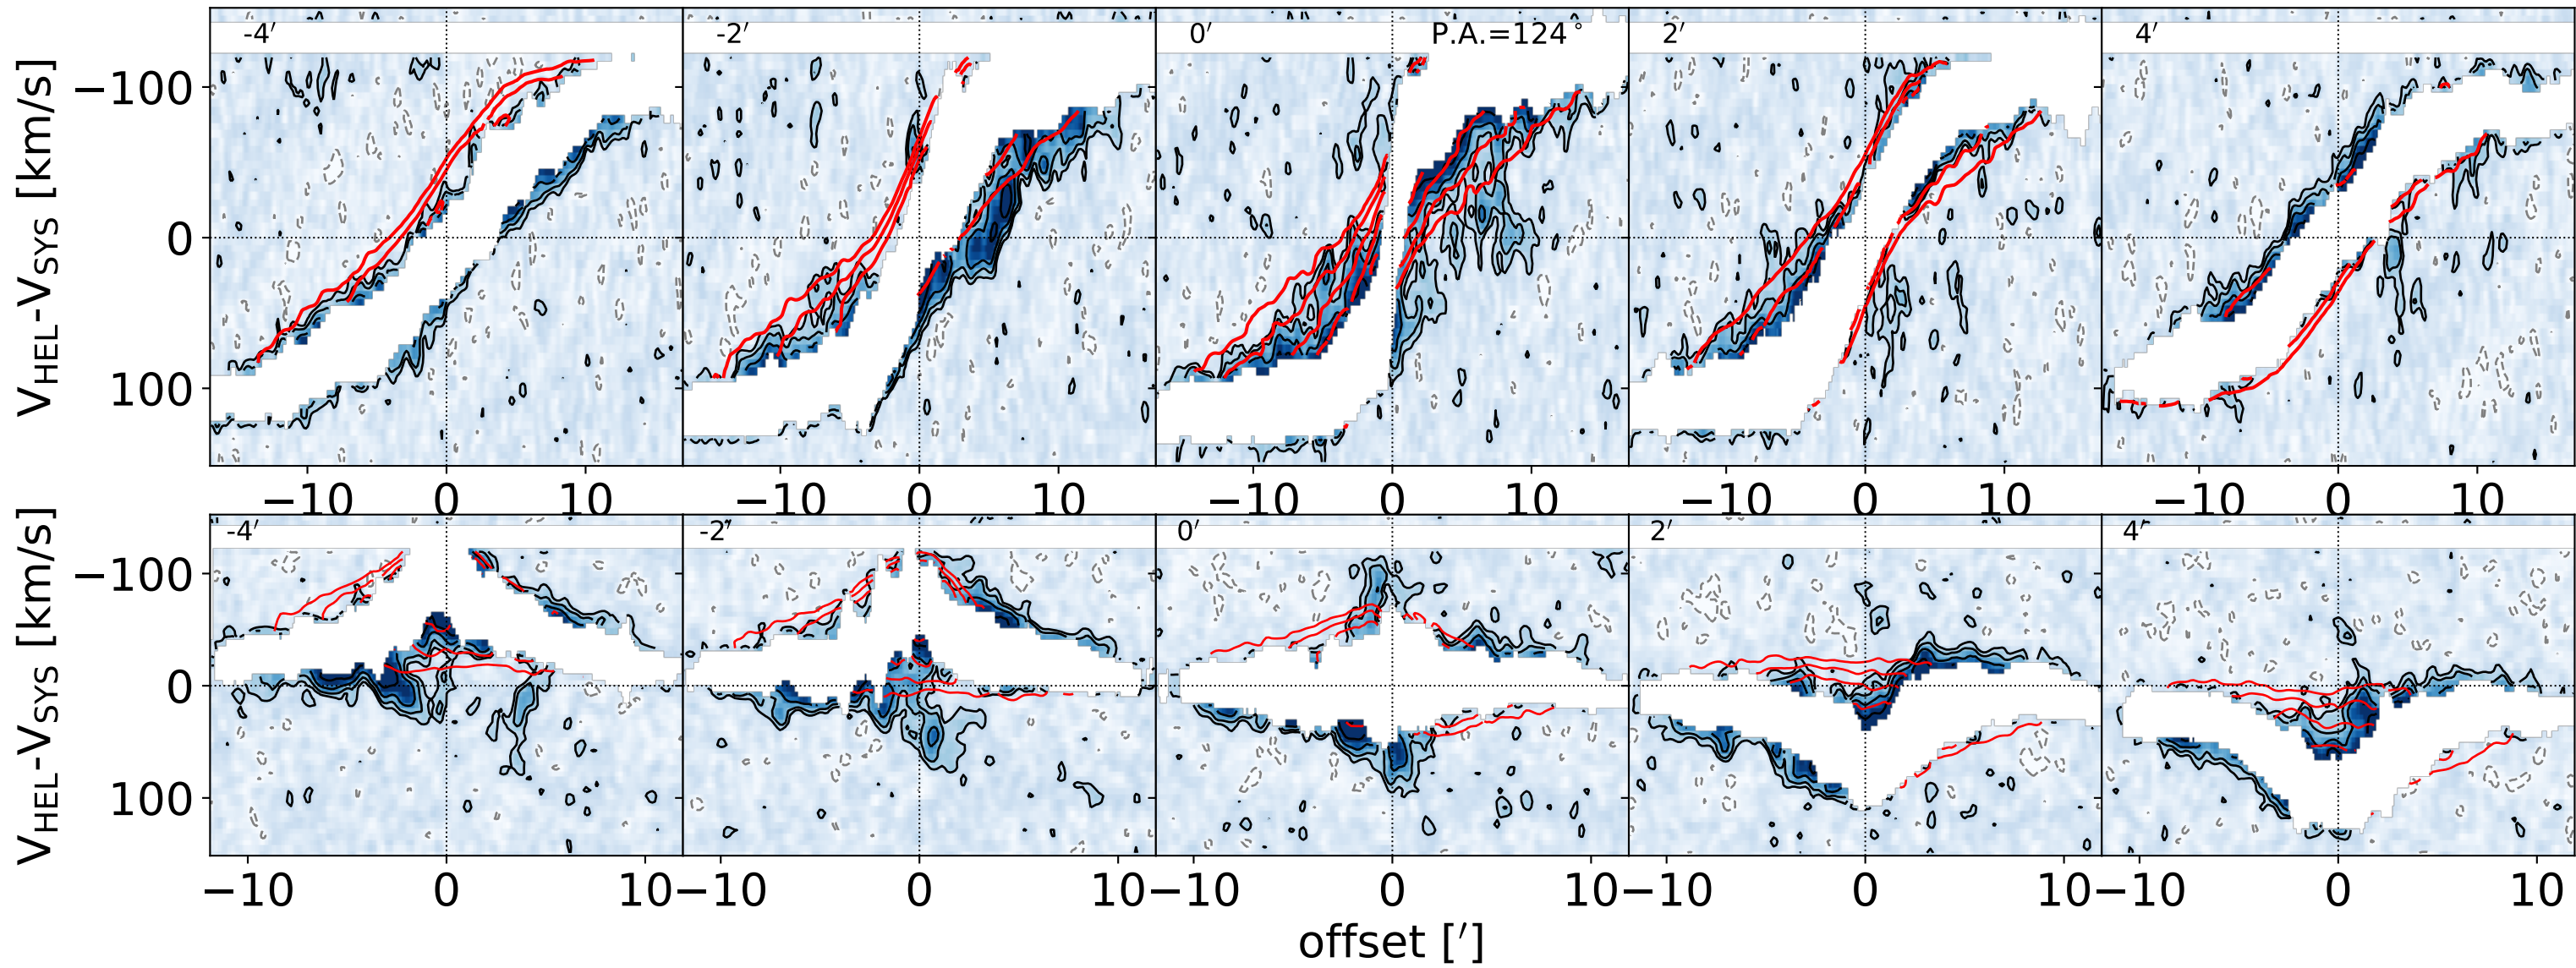 -4′ -2′ 0′ P.A.=124° 2′ 4′
V_HEL-V_SYS [km/s]
−100
0
100
−10 0 10 −10 0 10 −10 0 10 −10 0 10 −10 0 10
-4′ -2′ 0′ 2′ 4′
V_HEL-V_SYS [km/s]
−100
0
100
−10 0 10 −10 0 10 −10 0 10 −10 0 10 −10 0 10
offset [′]